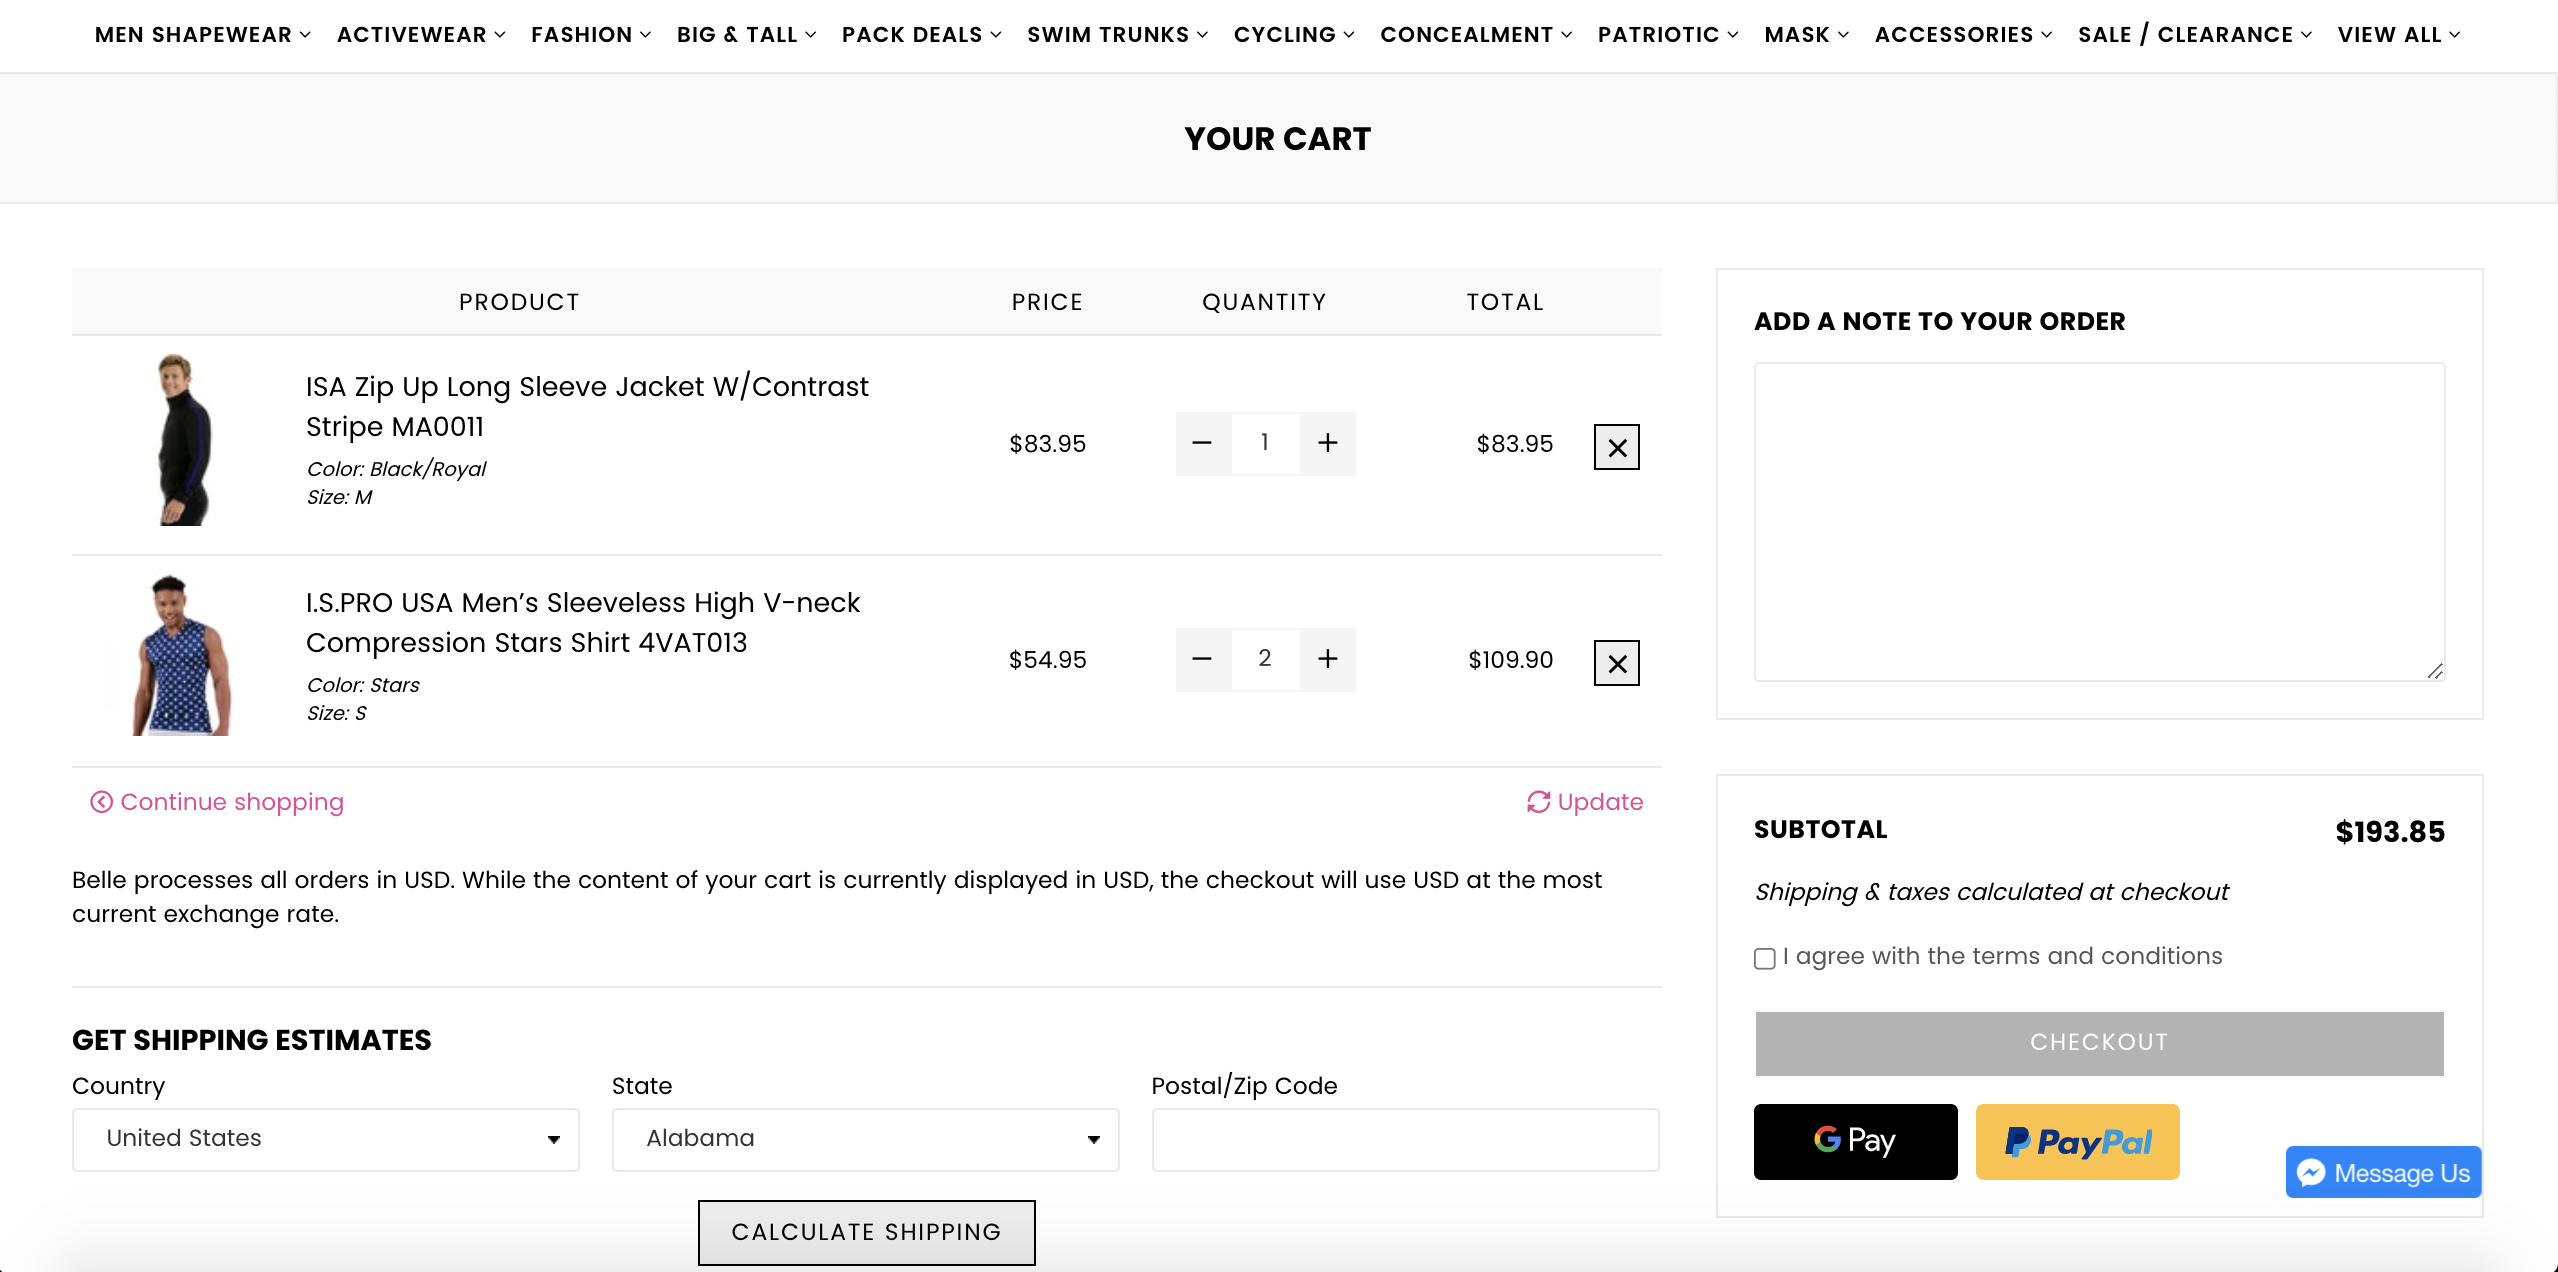 MEN SHAPEWEAR ACTIVEWEAR FASHION BIG & TALL PACK DEALS SWIM TRUNKS CYCLING CONCEALMENT PATRIOTIC MASK ACCESSORIES SALE / CLEARANCE VIEW ALL
YOUR CART
PRODUCT PRICE QUANTITY TOTAL
ISA Zip Up Long Sleeve Jacket W/Contrast
Stripe MA0011
Color: Black/Royal
Size: M
$83.95 1 $83.95
I.S.PRO USA Men’s Sleeveless High V-neck
Compression Stars Shirt 4VAT013
Color: Stars
Size: S
$54.95 2 $109.90
Continue shopping
Update
Belle processes all orders in USD. While the content of your cart is currently displayed in USD, the checkout will use USD at the most
current exchange rate.
GET SHIPPING ESTIMATES
Country State Postal/Zip Code
United States Alabama
CALCULATE SHIPPING
ADD A NOTE TO YOUR ORDER
SUBTOTAL $193.85
Shipping & taxes calculated at checkout
I agree with the terms and conditions
CHECKOUT
G Pay PayPal
Message Us